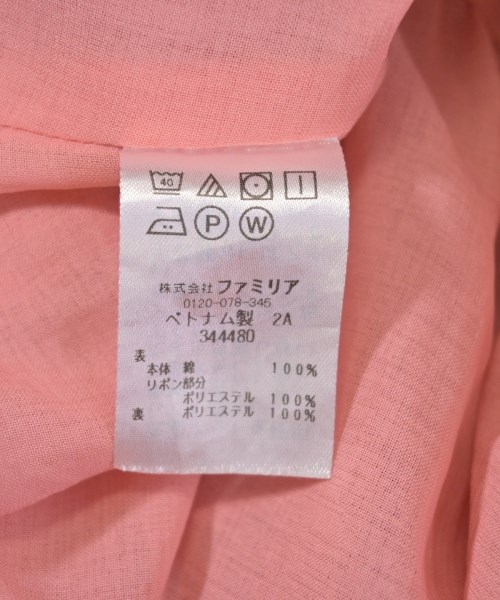 40
P W
株式会社 ファミリア
0120-078-345
ベトナム製 2A
344480
表
本体 綿 100%
リボン部分
ポリエステル 100%
裏 ポリエステル 100%